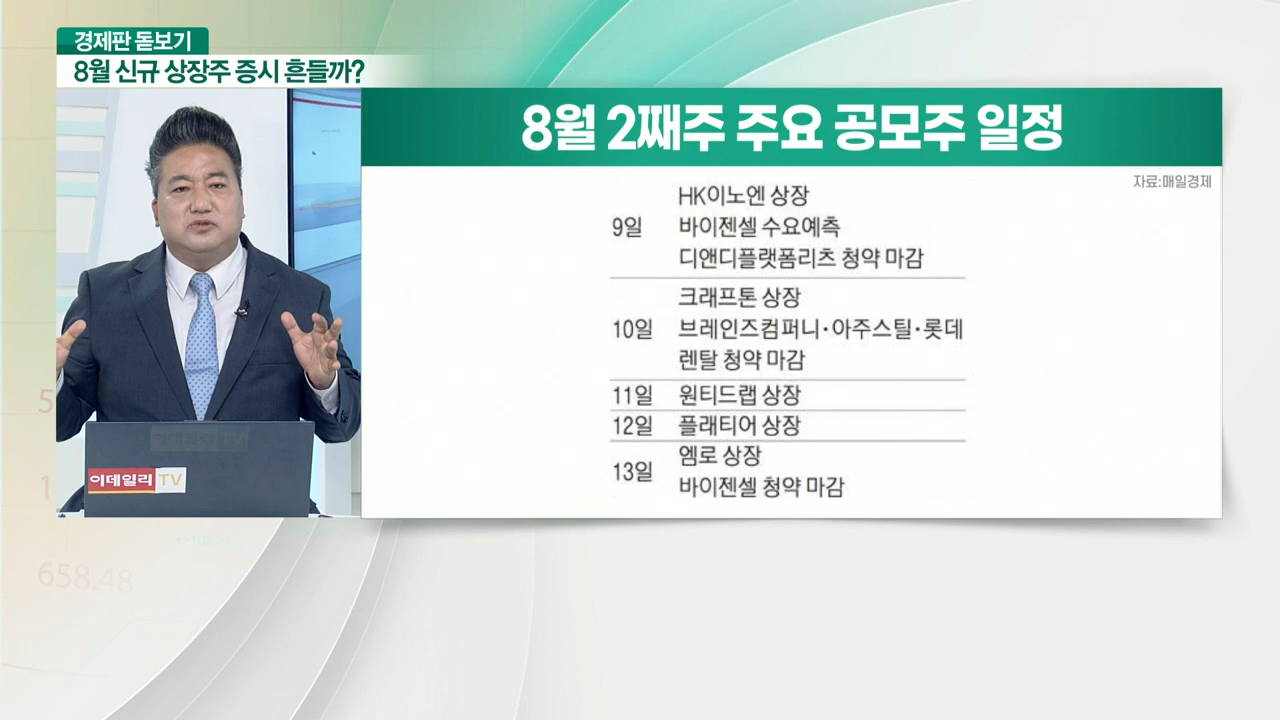 경제판 돋보기
8월 신규 상장주 증시 흔들까?
8월 2째주 주요 공모주 일정
자료:매일경제
9일
HK이노엔 상장
바이젠셀 수요예측
디앤디플랫폼리츠 청약 마감
10일
크래프톤 상장
브레인즈컴퍼니·아주스틸·롯데
렌탈 청약 마감
11일 원티드랩 상장
12일 플래티어 상장
13일
엠로 상장
바이젠셀 청약 마감
이데일리 TV
658.48